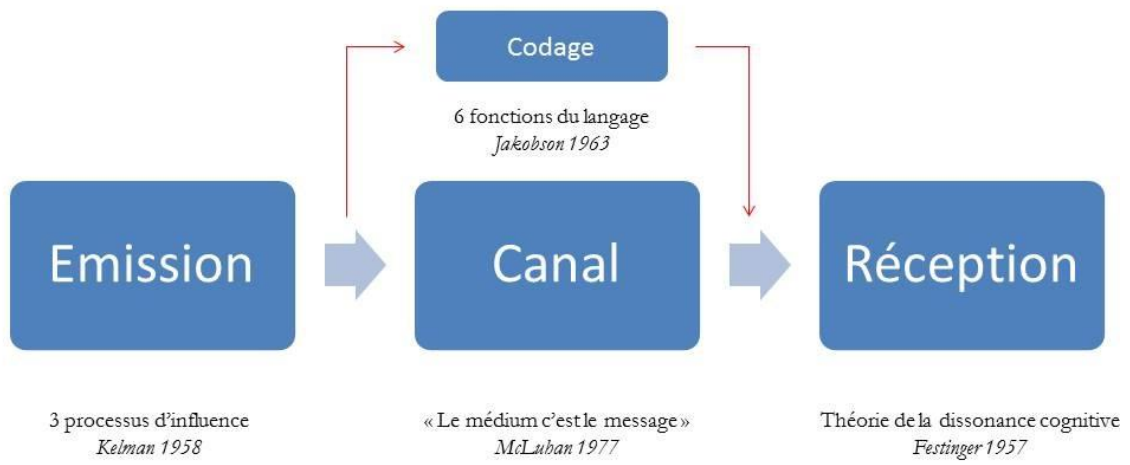 Codage
6 fonctions du langage
Jakobson 1963
Emission
Canal
Réception
3 processus d'influence
Kelman 1958
« Le médium c'est le message »
McLuhan 1977
Théorie de la dissonance cognitive
Festinger 1957